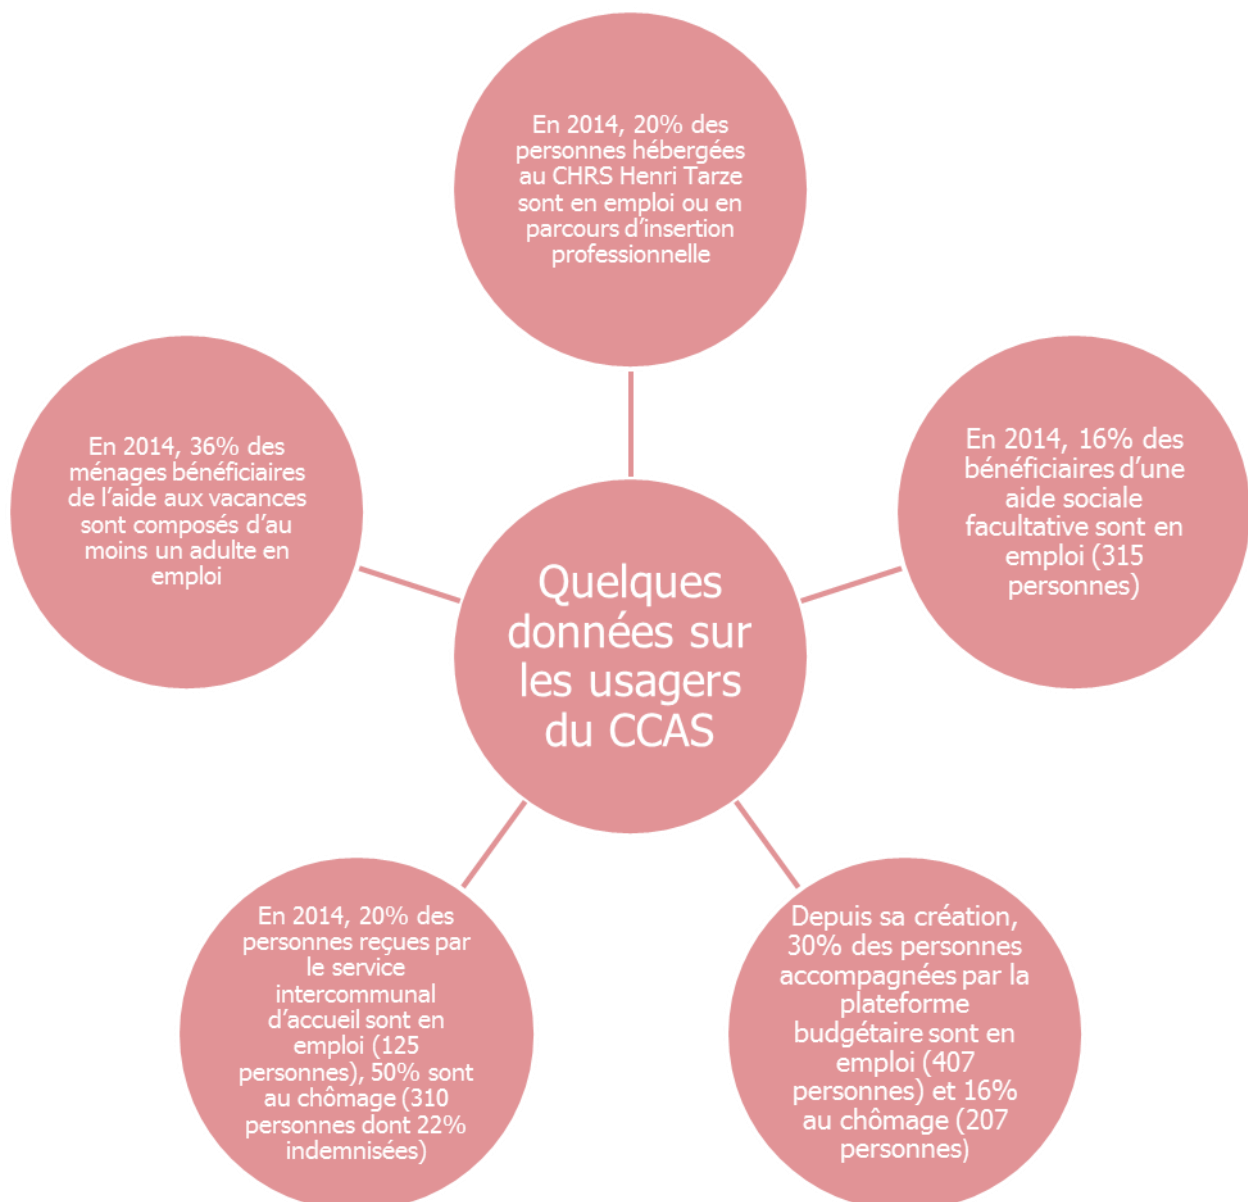 En 2014, 20% des
personnes hébergées
au CHRS Henri Tarze
sont en emploi ou en
parcours d’insertion
professionnelle
En 2014, 36% des
ménages bénéficiaires
de l’aide aux vacances
sont composés d’au
moins un adulte en
emploi
En 2014, 16% des
bénéficiaires d’une
aide sociale
facultative sont en
emploi (315
personnes)
Quelques
données sur
les usagers
du CCAS
En 2014, 20% des
personnes reçues par
le service
intercommunal
d’accueil sont en
emploi (125
personnes), 50% sont
au chômage (310
personnes dont 22%
indemnisées)
Depuis sa création,
30% des personnes
accompagnées par la
plateforme
budgétaire sont en
emploi (407
personnes) et 16%
au chômage (207
personnes)